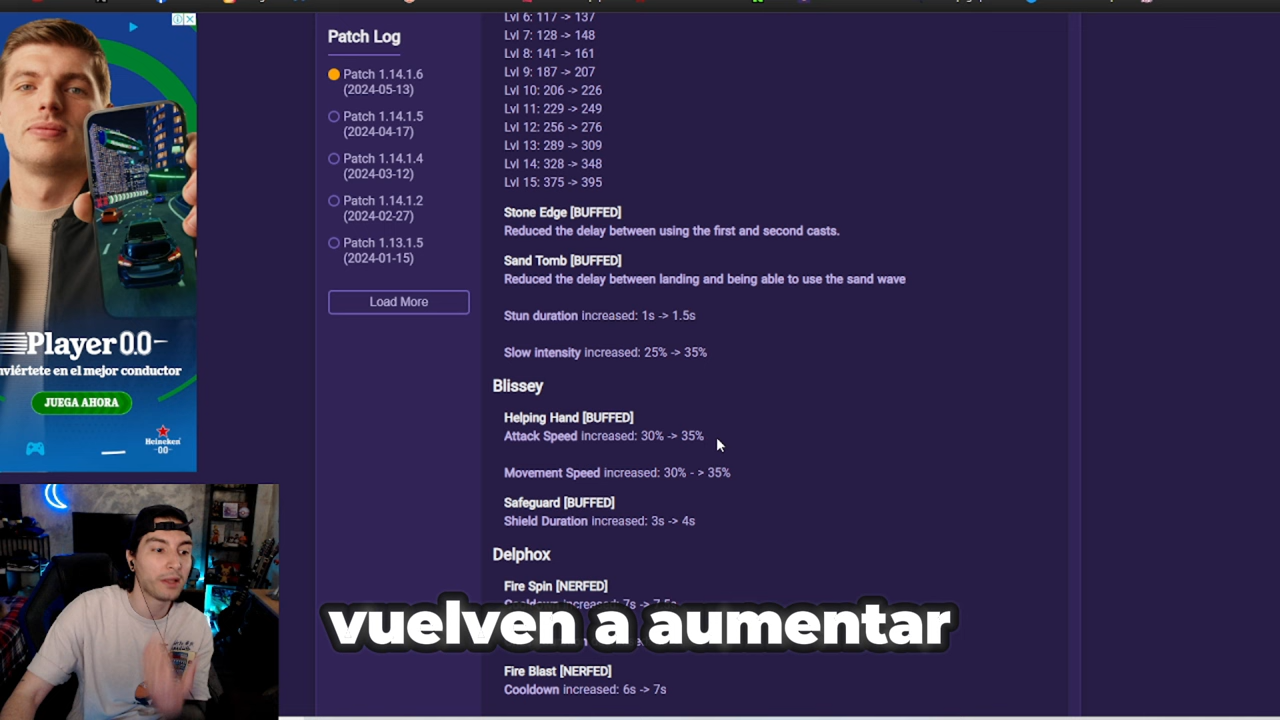 Player 0.0
nviértete en el mejor conductor
JUEGA AHORA
Heineken
0.0
Patch Log
Patch 1.14.1.6
(2024-05-13)
Patch 1.14.1.5
(2024-04-17)
Patch 1.14.1.4
(2024-03-12)
Patch 1.14.1.2
(2024-02-27)
Patch 1.13.1.5
(2024-01-15)
Load More
Lvl 6: 117 -> 137
Lvl 7: 128 -> 148
Lvl 8: 141 -> 161
Lvl 9: 187 -> 207
Lvl 10: 206 -> 226
Lvl 11: 229 -> 249
Lvl 12: 256 -> 276
Lvl 13: 289 -> 309
Lvl 14: 328 -> 348
Lvl 15: 375 -> 395
Stone Edge [BUFFED]
Reduced the delay between using the first and second casts.
Sand Tomb [BUFFED]
Reduced the delay between landing and being able to use the sand wave
Stun duration increased: 1s -> 1.5s
Slow intensity increased: 25% -> 35%
Blissey
Helping Hand [BUFFED]
Attack Speed increased: 30% -> 35%
Movement Speed increased: 30% - > 35%
Safeguard [BUFFED]
Shield Duration increased: 3s -> 4s
Delphox
Fire Spin [NERFED]
Cooldown increased: 7s -> 7.5s
vuelven a aumentar
Fire Blast [NERFED]
Cooldown increased: 6s -> 7s